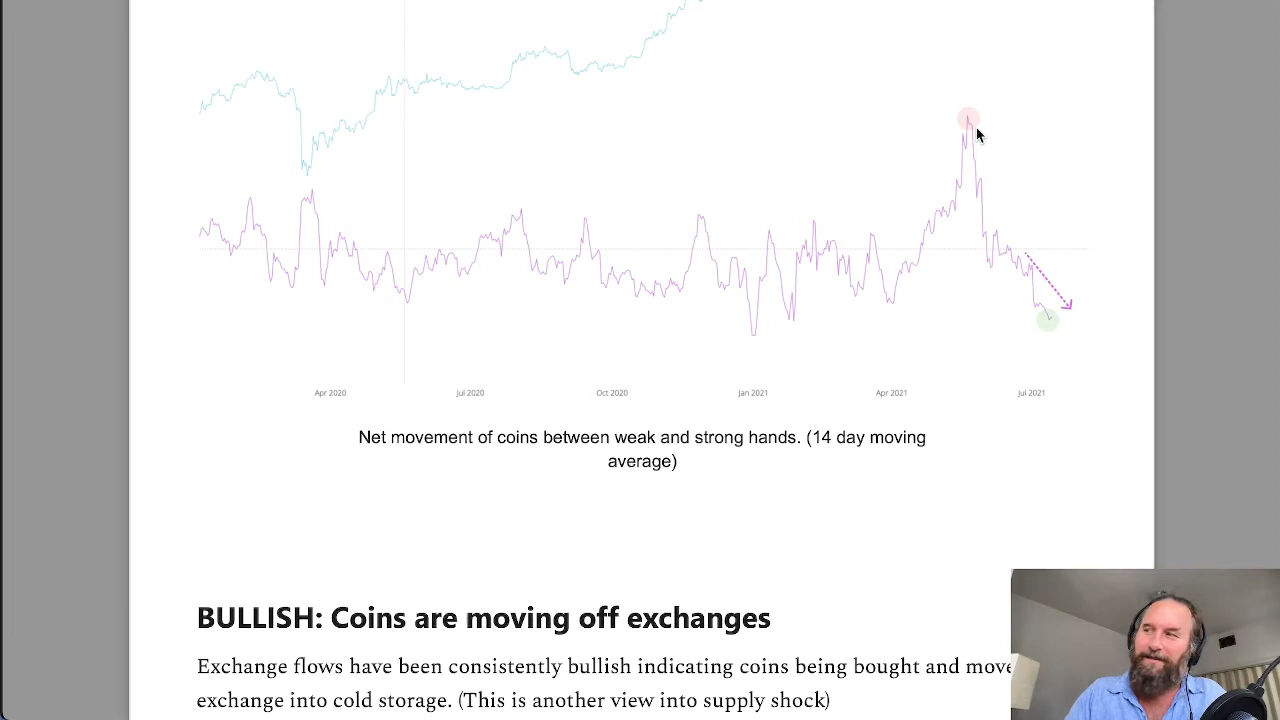 Apr 2020 Jul 2020 Oct 2020 Jan 2021 Apr 2021 Jul 2021
Net movement of coins between weak and strong hands. (14 day moving
average)
BULLISH: Coins are moving off exchanges
Exchange flows have been consistently bullish indicating coins being bought and move
exchange into cold storage. (This is another view into supply shock)